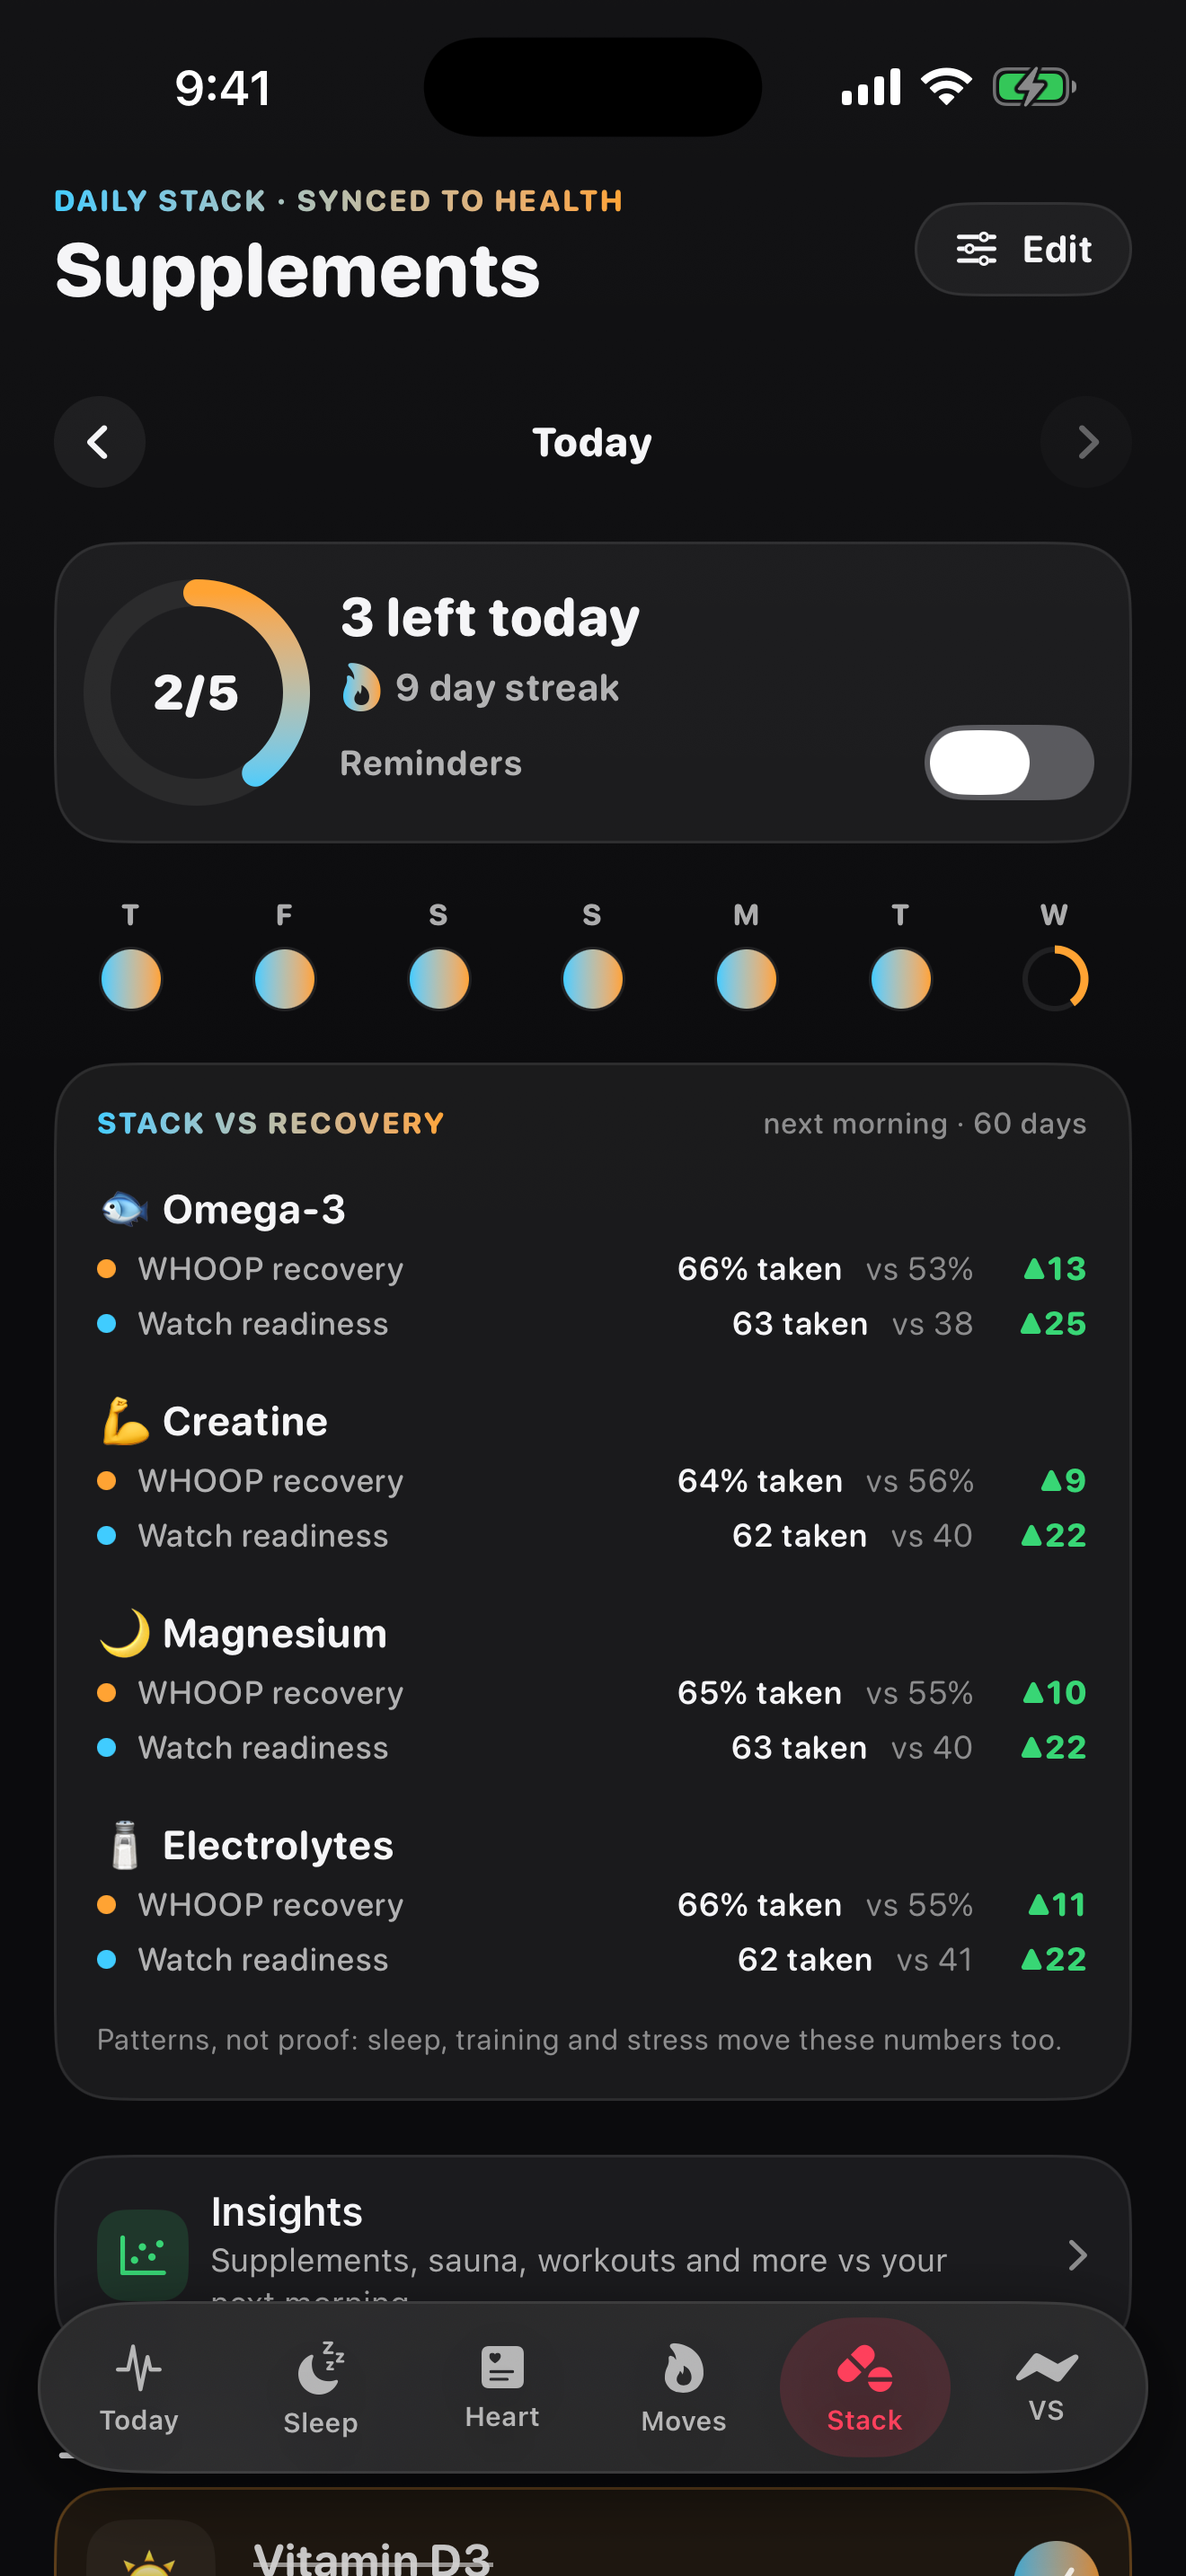 9:41
DAILY STACK · SYNCED TO HEALTH
Supplements
Edit
Today
2/5
3 left today
9 day streak
Reminders
T F S S M T W
STACK VS RECOVERY
next morning · 60 days
Omega-3
WHOOP recovery 66% taken vs 53% ▲13
Watch readiness 63 taken vs 38 ▲25
Creatine
WHOOP recovery 64% taken vs 56% ▲9
Watch readiness 62 taken vs 40 ▲22
Magnesium
WHOOP recovery 65% taken vs 55% ▲10
Watch readiness 63 taken vs 40 ▲22
Electrolytes
WHOOP recovery 66% taken vs 55% ▲11
Watch readiness 62 taken vs 41 ▲22
Patterns, not proof: sleep, training and stress move these numbers too.
Insights
Supplements, sauna, workouts and more vs your
next morning
Today Sleep Heart Moves Stack VS
Vitamin D3